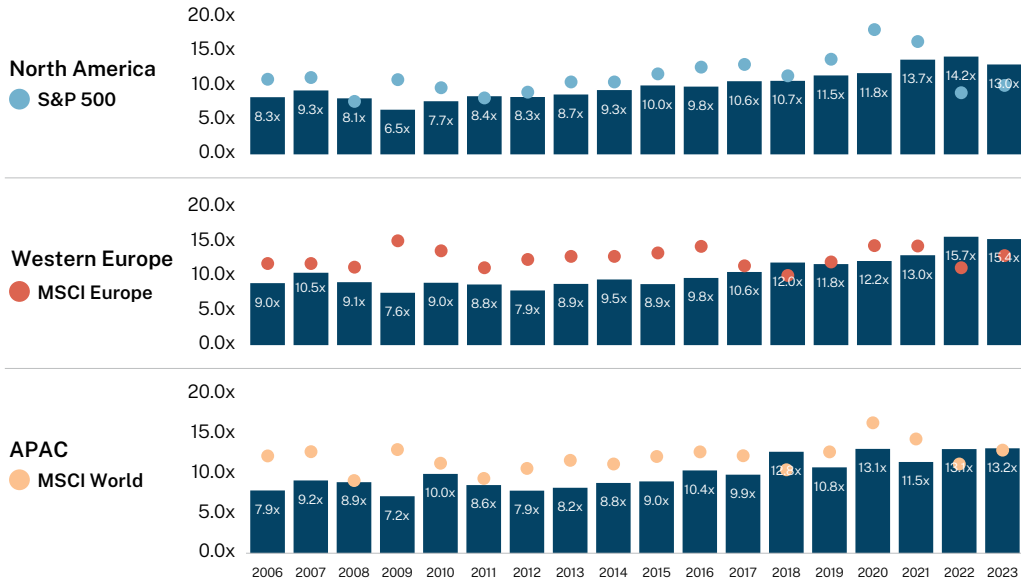 20.0x
15.0x
10.0x
5.0x
0.0x
North America
S&P 500
8.3x 9.3x 8.1x 6.5x 7.7x 8.4x 8.3x 8.7x 9.3x 10.0x 9.8x 10.6x 10.7x 11.5x 11.8x 13.7x 14.2x 13.0x
20.0x
15.0x
10.0x
5.0x
0.0x
Western Europe
MSCI Europe
9.0x 10.5x 9.1x 7.6x 9.0x 8.8x 7.9x 8.9x 9.5x 8.9x 9.8x 10.6x 12.0x 11.8x 12.2x 13.0x 15.7x 15.4x
20.0x
15.0x
10.0x
5.0x
0.0x
APAC
MSCI World
7.9x 9.2x 8.9x 7.2x 10.0x 8.6x 7.9x 8.2x 8.8x 9.0x 10.4x 9.9x 12.8x 10.8x 13.1x 11.5x 13.1x 13.2x
2006 2007 2008 2009 2010 2011 2012 2013 2014 2015 2016 2017 2018 2019 2020 2021 2022 2023